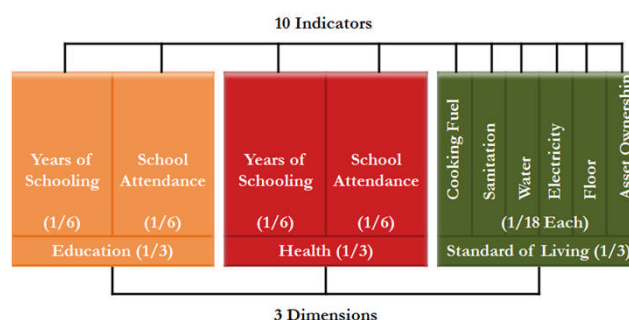 10 Indicators
Years of
Schooling
(1/6)
School
Attendance
(1/6)
Education (1/3)
Years of
Schooling
(1/6)
School
Attendance
(1/6)
Health (1/3)
Cooking Fuel
Sanitation
Water
Electricity
Floor
Asset Ownership
(1/18 Each)
Standard of Living (1/3)
3 Dimensions